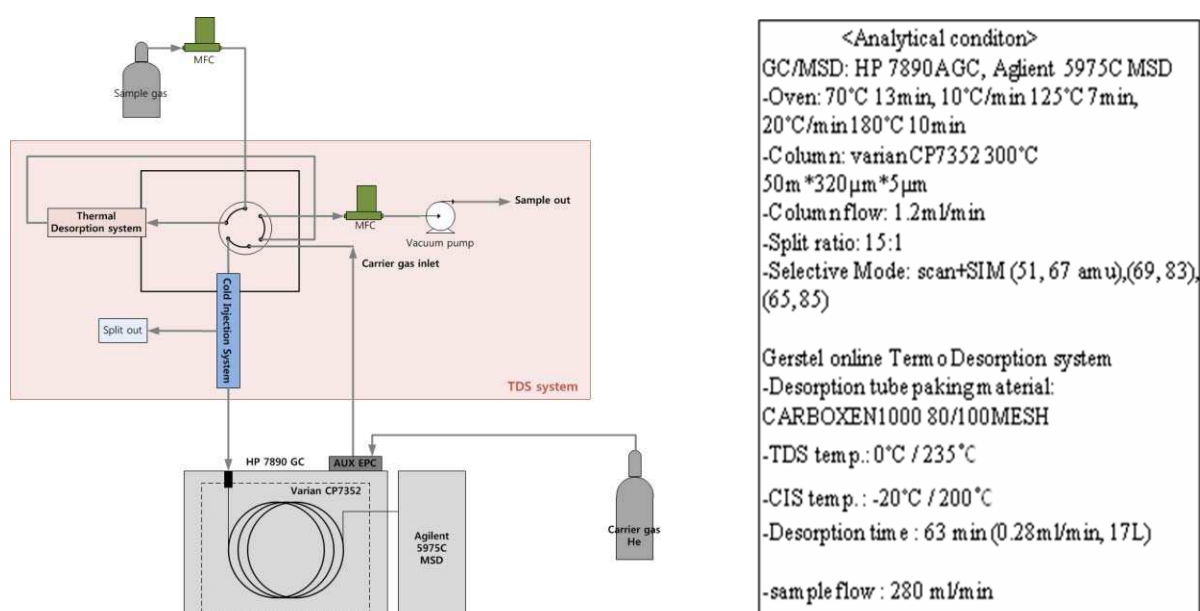 MFC
Sample gas
Thermal
Desorption system
MFC
Vacuum pump
Sample out
Carrier gas inlet
Cold Injection System
Split out
TDS system
HP 7890 GC
AUX EPC
Varian CP7352
Agilent
5975C
MSD
Carrier gas
He
<Analytical conditon>
GC/MSD: HP 7890AGC, Aglient 5975C MSD
-Oven: 70°C 13min, 10°C/min 125°C 7min,
20°C/min 180°C 10min
-Column: varian CP7352 300°C
50m*320μm*5μm
-Column flow: 1.2ml/min
-Split ratio: 15:1
-Selective Mode: scan+SIM (51, 67 amu),(69, 83),
(65,85)
Gerstel online Termo Desorption system
-Desorption tube paking material:
CARBOXEN1000 80/100MESH
-TDS temp.: 0°C / 235℃
-CIS temp.: -20°C / 200℃
-Desorption time : 63 min (0.28ml/min, 17L)
-sample flow : 280 ml/min